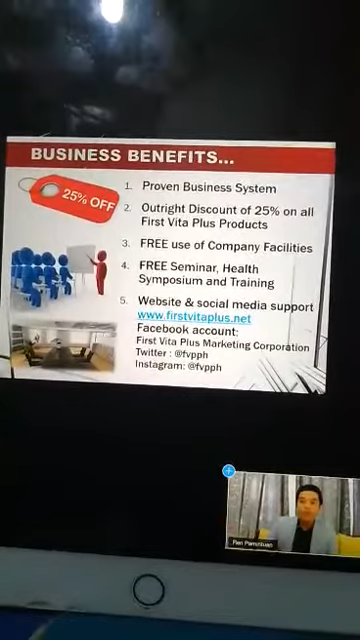 BUSINESS BENEFITS...
25% OFF
1. Proven Business System
2. Outright Discount of 25% on all
First Vita Plus Products
3. FREE use of Company Facilities
4. FREE Seminar, Health
Symposium and Training
5. Website & social media support
www.firstvitaplus.net
Facebook account:
First Vita Plus Marketing Corporation
Twitter : @fvpph
Instagram: @fvpph